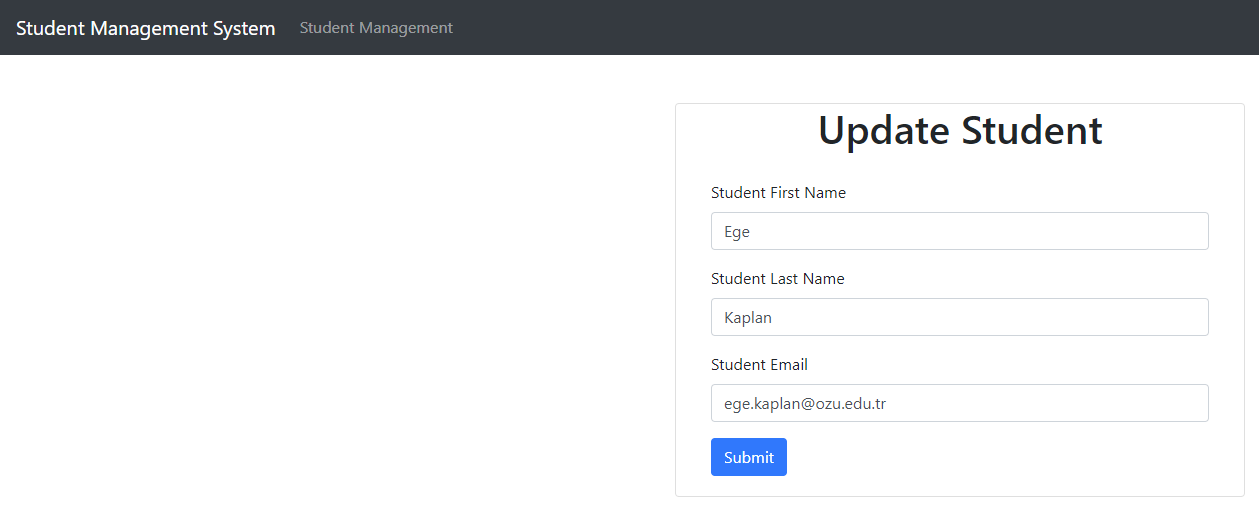 Student Management System Student Management
Update Student
Student First Name
Ege
Student Last Name
Kaplan
Student Email
ege.kaplan@ozu.edu.tr
Submit